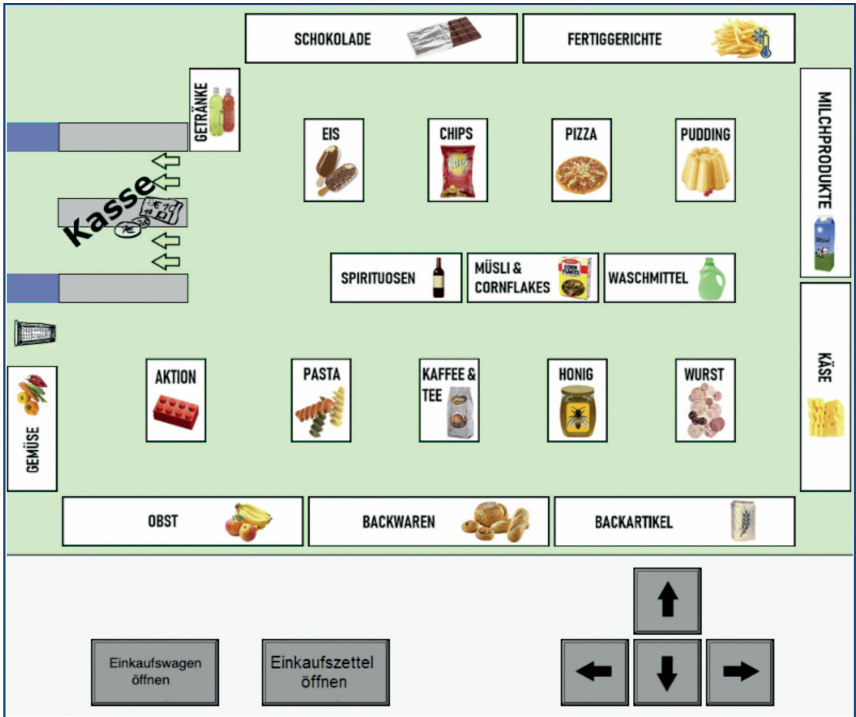 SCHOKOLADE
FERTIGGERICHTE
GETRÄNKE
MILCHPRODUKTE
EIS
CHIPS
PIZZA
PUDDING
Kasse
SPIRITUOSEN
MÜSLI &
CORNFLAKES
WASCHMITTEL
KÄSE
GEMÜSE
AKTION
PASTA
KAFFEE &
TEE
HONIG
WURST
OBST
BACKWAREN
BACKARTIKEL
Einkaufswagen
öffnen
Einkaufszettel
öffnen